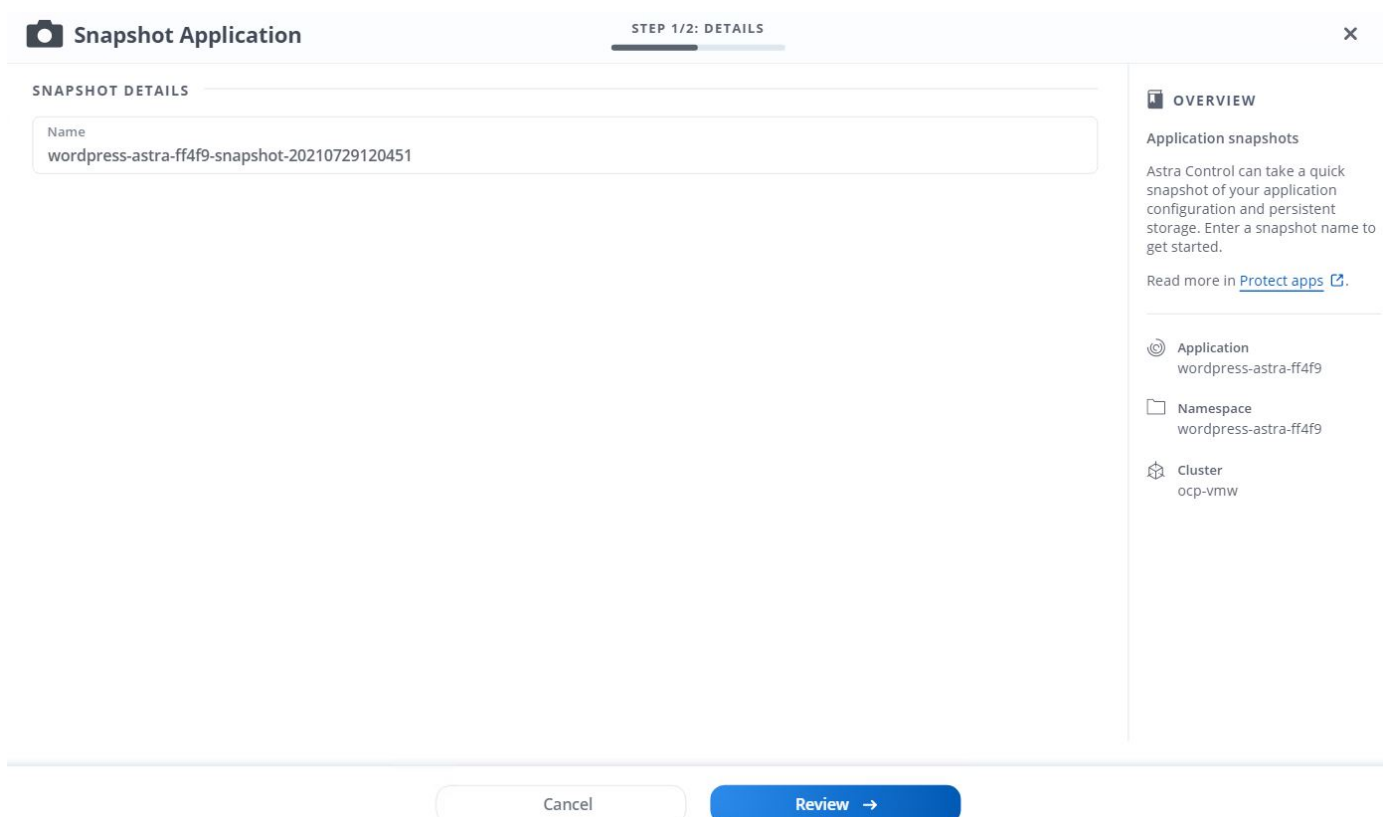 Snapshot Application
STEP 1/2: DETAILS
SNAPSHOT DETAILS
Name
wordpress-astra-ff4f9-snapshot-20210729120451
OVERVIEW
Application snapshots
Astra Control can take a quick
snapshot of your application
configuration and persistent
storage. Enter a snapshot name to
get started.
Read more in Protect apps .
Application
wordpress-astra-ff4f9
Namespace
wordpress-astra-ff4f9
Cluster
ocp-vmw
Cancel
Review →